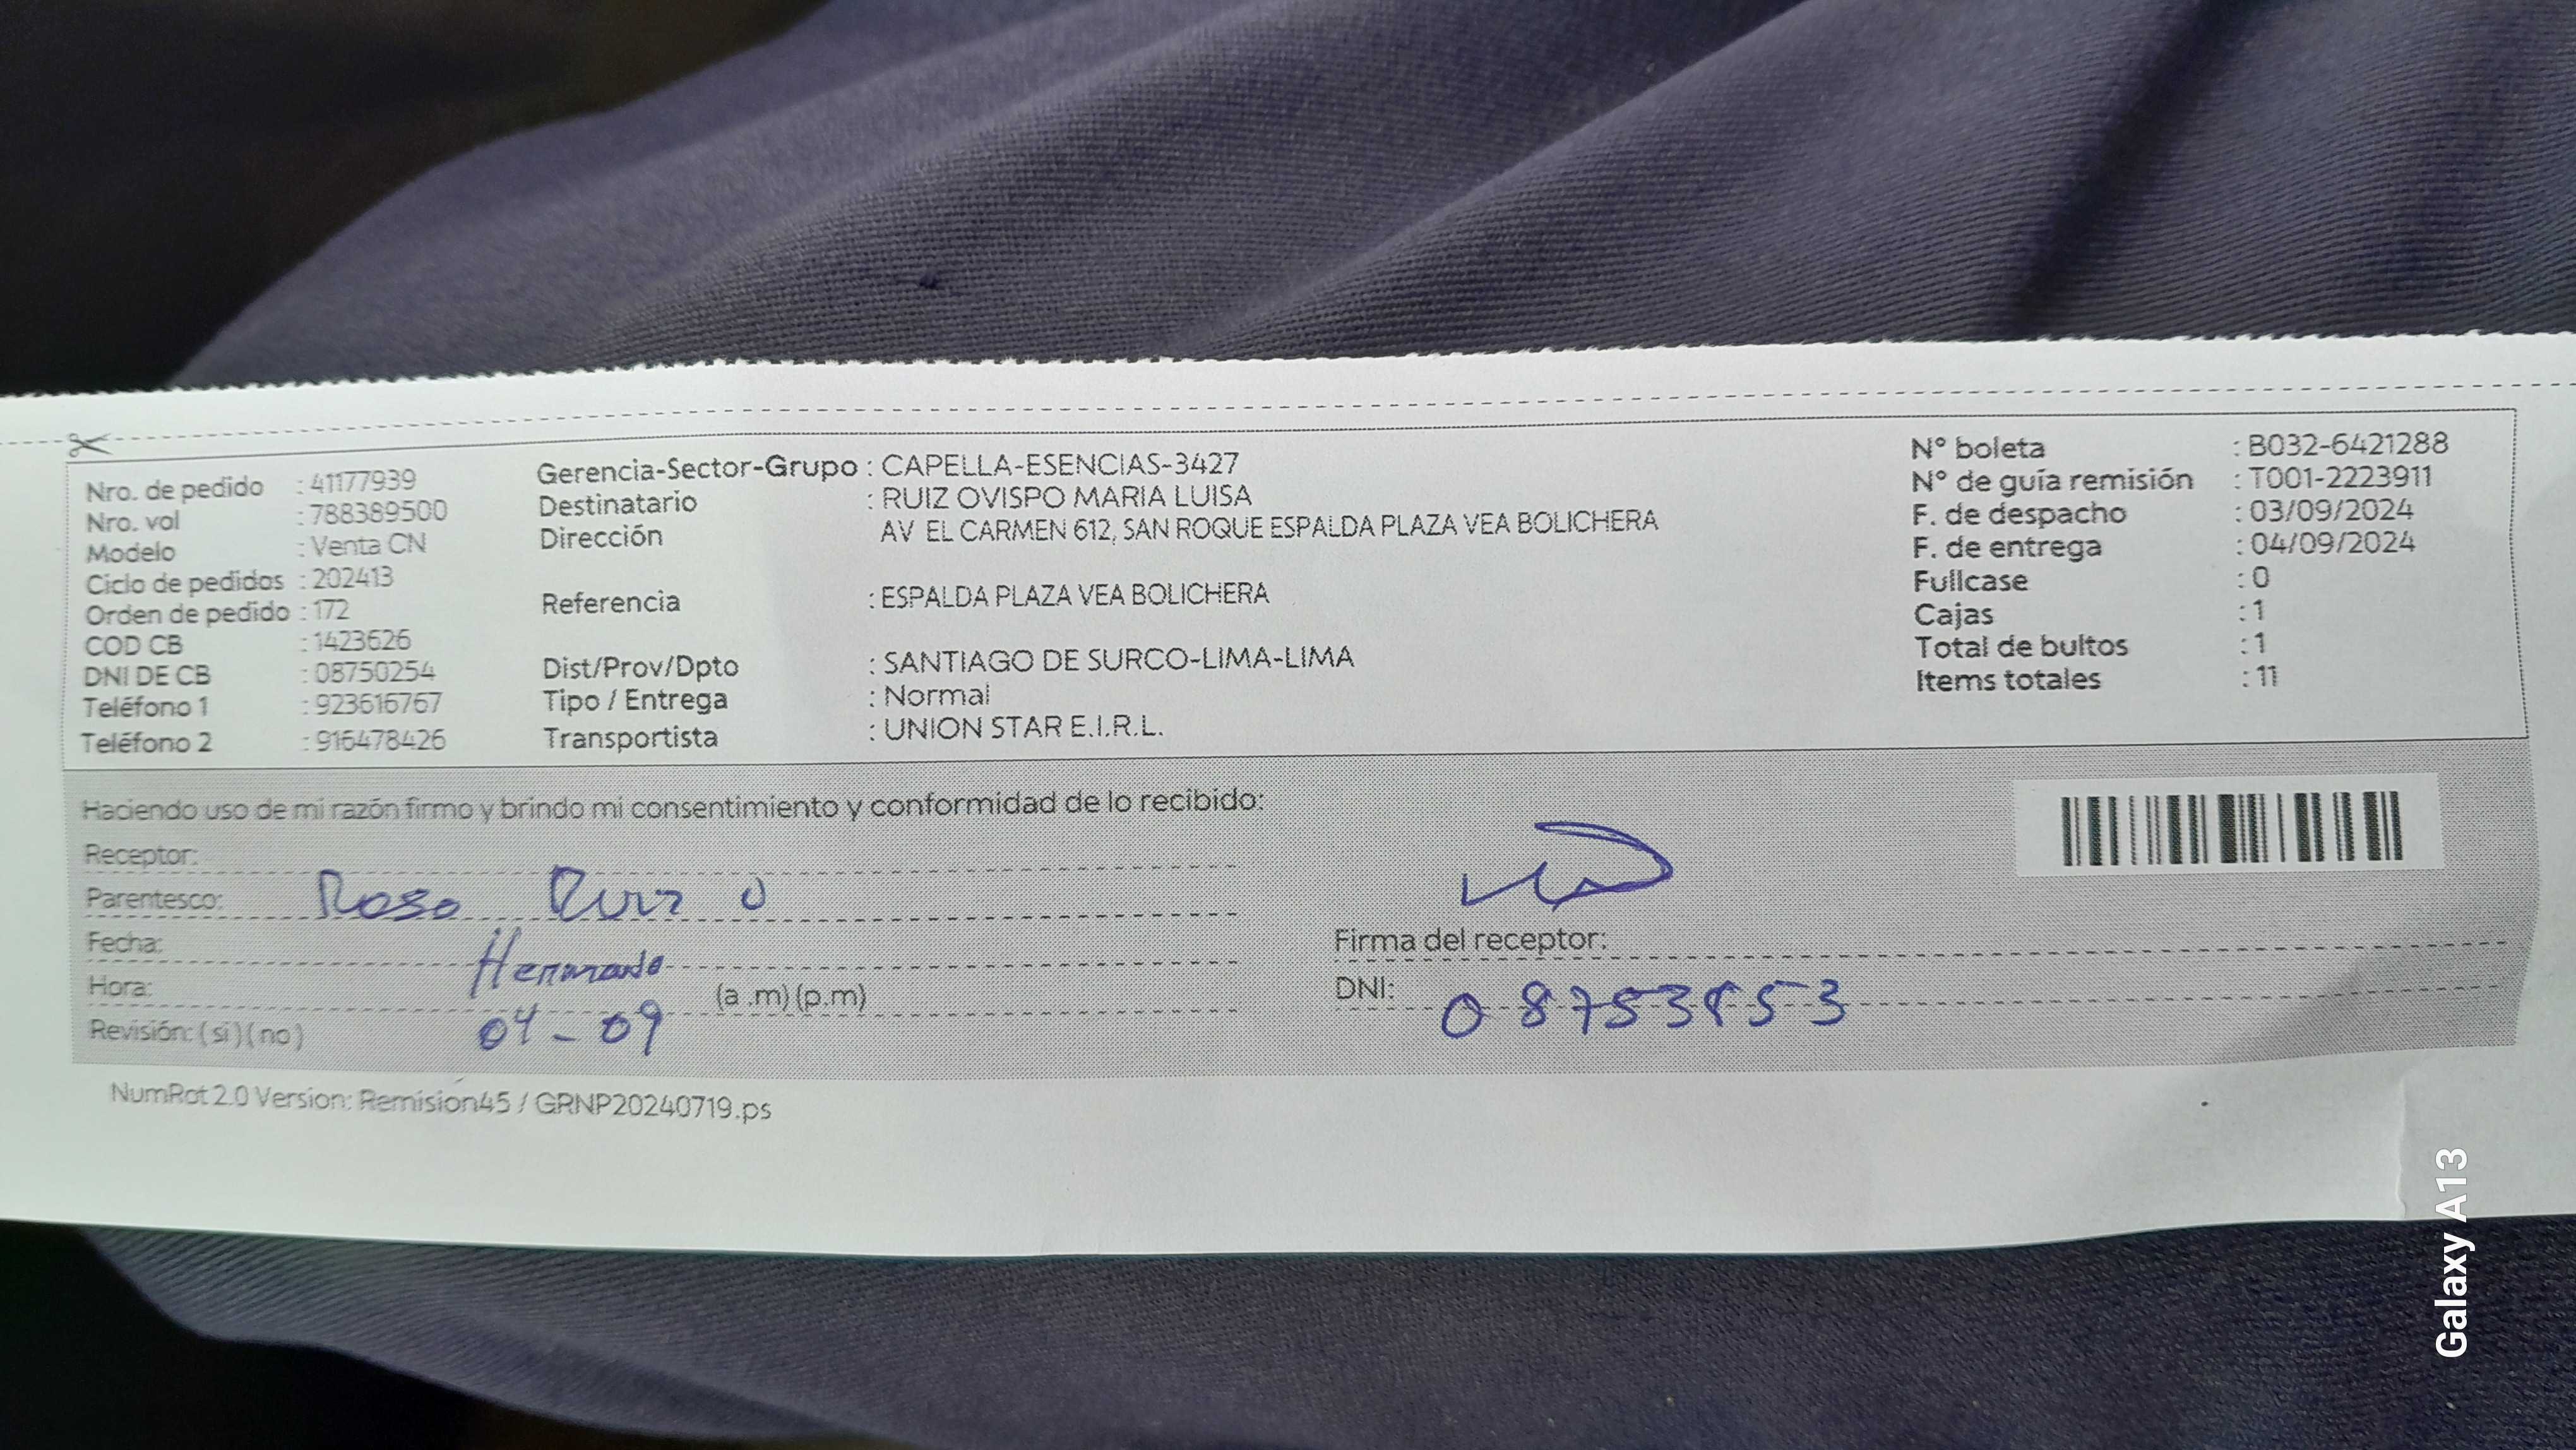 Nro. de pedido : 41177939
Nro. vol : 788389500
Modelo : Venta CN
Ciclo de pedidos : 202413
Orden de pedido : 172
COD CB : 1423626
DNI DE CB : 08750254
Teléfono 1 : 923616767
Teléfono 2 : 916478426
Gerencia-Sector-Grupo : CAPELLA-ESENCIAS-3427
Destinatario : RUIZ OVISPO MARIA LUISA
Dirección AV EL CARMEN 612, SAN ROQUE ESPALDA PLAZA VEA BOLICHERA
Referencia : ESPALDA PLAZA VEA BOLICHERA
Dist/Prov/Dpto : SANTIAGO DE SURCO-LIMA-LIMA
Tipo / Entrega : Normal
Transportista : UNION STAR E.I.R.L.
N° boleta : B032-6421288
N° de guía remisión : T001-2223911
F. de despacho : 03/09/2024
F. de entrega : 04/09/2024
Fullcase : 0
Cajas : 1
Total de bultos : 1
Items totales : 11
Haciendo uso de mi razón firmo y brindo mi consentimiento y conformidad de lo recibido:
Receptor:
Parentesco: Rosa Ruiz O
Fecha:
Hora: (a .m) (p.m)
Revisión: ( si ) ( no ) 04-09
Firma del receptor:
DNI:
NumRot 2.0 Version: Remision45 / GRNP20240719.ps
Galaxy A13